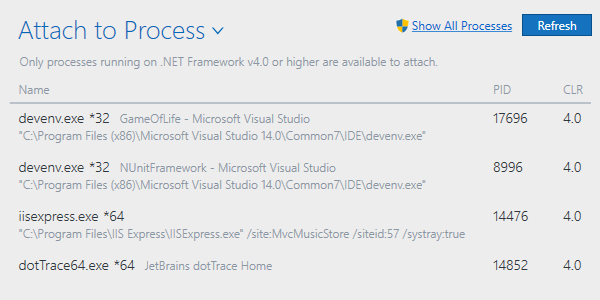 Attach to Process
Show All Processes
Refresh
Only processes running on .NET Framework v4.0 or higher are available to attach.
Name PID CLR
devenv.exe *32 GameOfLife - Microsoft Visual Studio 17696 4.0
"C:\Program Files (x86)\Microsoft Visual Studio 14.0\Common7\IDE\devenv.exe"
devenv.exe *32 NUnitFramework - Microsoft Visual Studio 8996 4.0
"C:\Program Files (x86)\Microsoft Visual Studio 14.0\Common7\IDE\devenv.exe"
iisexpress.exe *64 14476 4.0
"C:\Program Files\IIS Express\IISExpress.exe" /site:MvcMusicStore /siteid:57 /systray:true
dotTrace64.exe *64 JetBrains dotTrace Home 14852 4.0